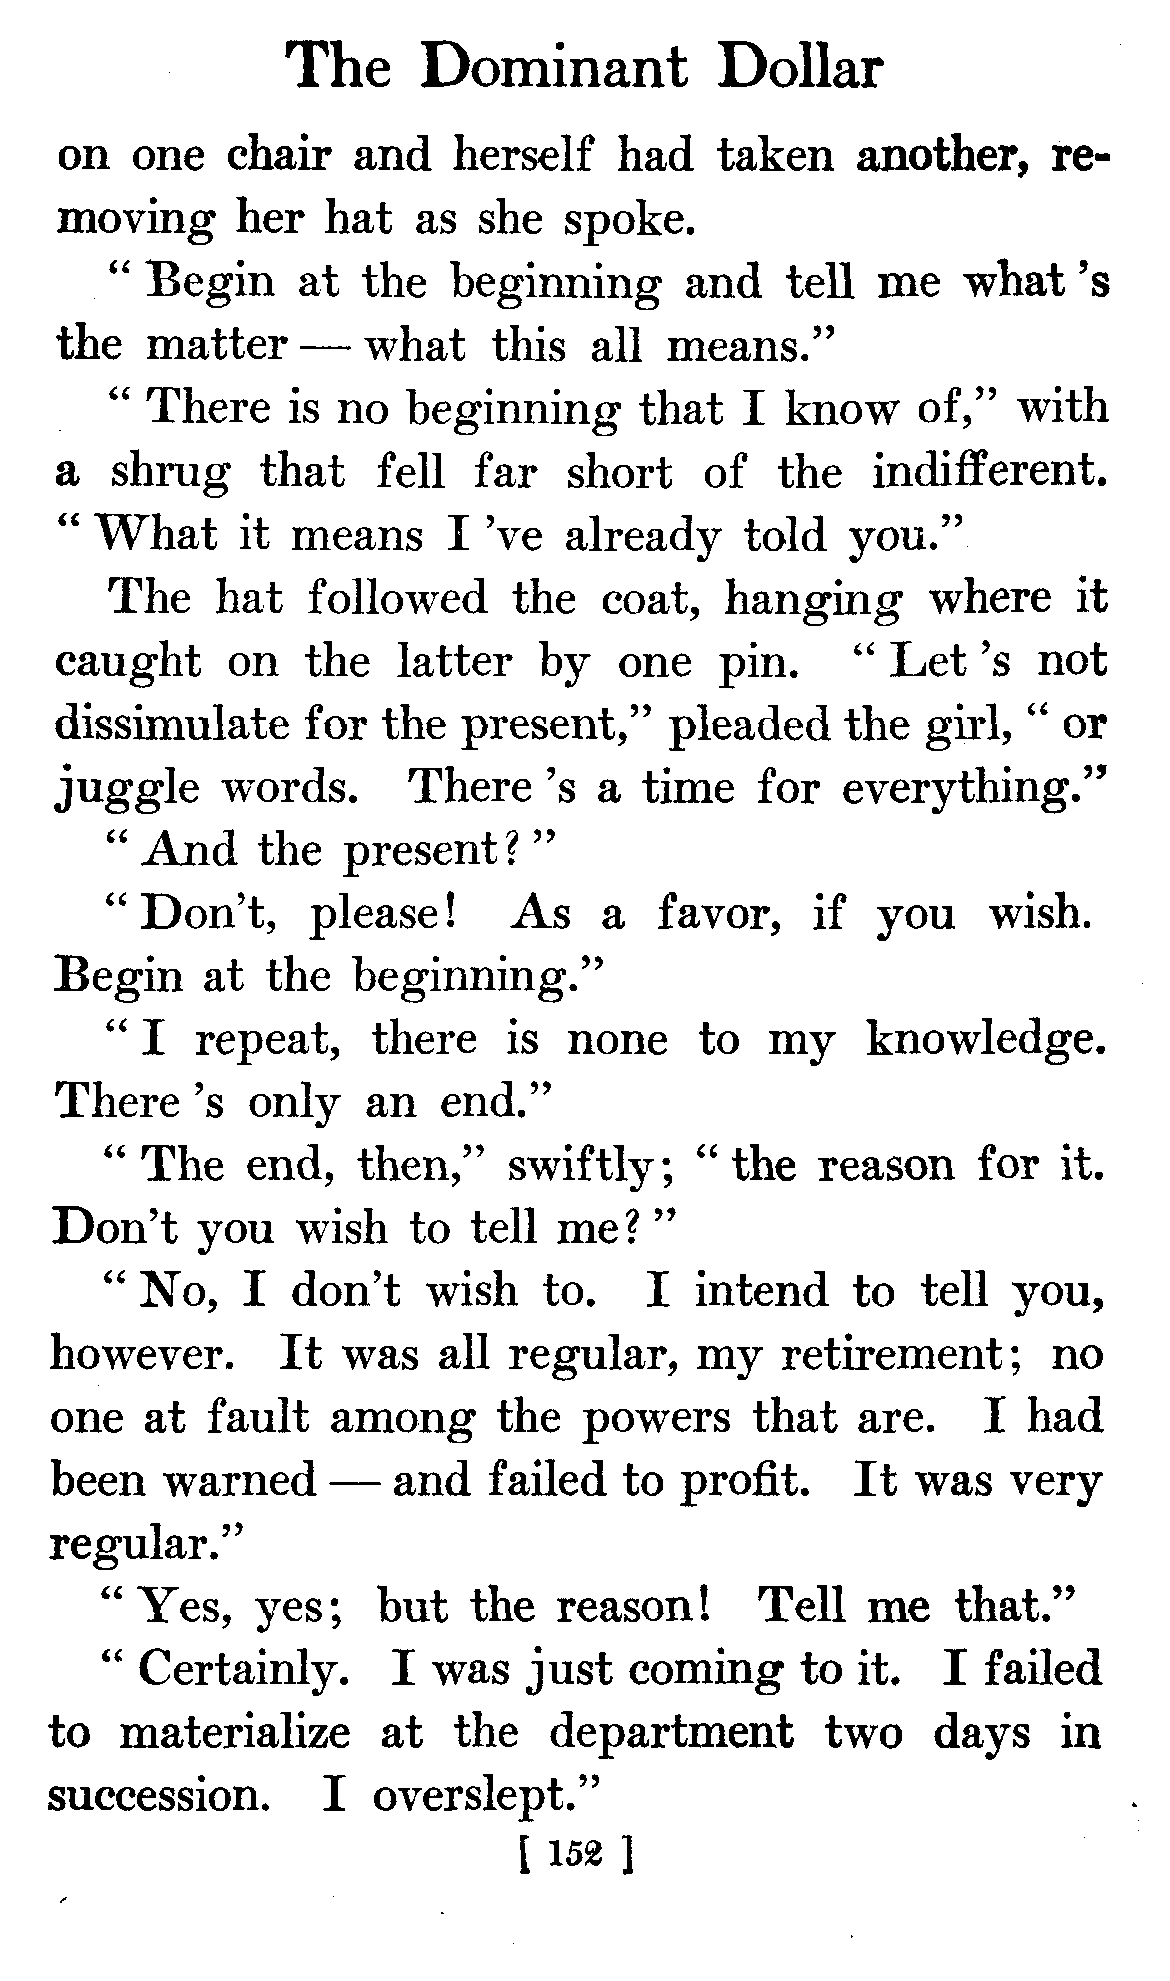 The Dominant Dollar
on one chair and herself had taken another, re-
moving her hat as she spoke.
“ Begin at the beginning and tell me what 's
the matter — what this all means.”
“ There is no beginning that I know of,” with
a shrug that fell far short of the indifferent.
“ What it means I 've already told you.”
The hat followed the coat, hanging where it
caught on the latter by one pin. “ Let 's not
dissimulate for the present,” pleaded the girl, “ or
juggle words. There 's a time for everything.”
“ And the present? ”
“ Don't, please! As a favor, if you wish.
Begin at the beginning.”
“ I repeat, there is none to my knowledge.
There 's only an end.”
“ The end, then,” swiftly; “ the reason for it.
Don't you wish to tell me? ”
“ No, I don't wish to. I intend to tell you,
however. It was all regular, my retirement; no
one at fault among the powers that are. I had
been warned — and failed to profit. It was very
regular.”
“ Yes, yes; but the reason! Tell me that.”
“ Certainly. I was just coming to it. I failed
to materialize at the department two days in
succession. I overslept.”
[ 152 ]